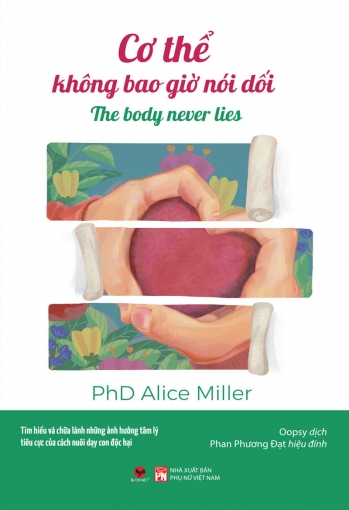 Cơ thể
không bao giờ nói dối
The body never lies
PhD Alice Miller
Tìm hiểu và chữa lành những ảnh hưởng tâm lý
tiêu cực của cách nuôi dạy con độc hại
Oopsy dịch
Phan Phương Đạt hiệu đính
NHÀ XUẤT BẢN
PHỤ NỮ VIỆT NAM